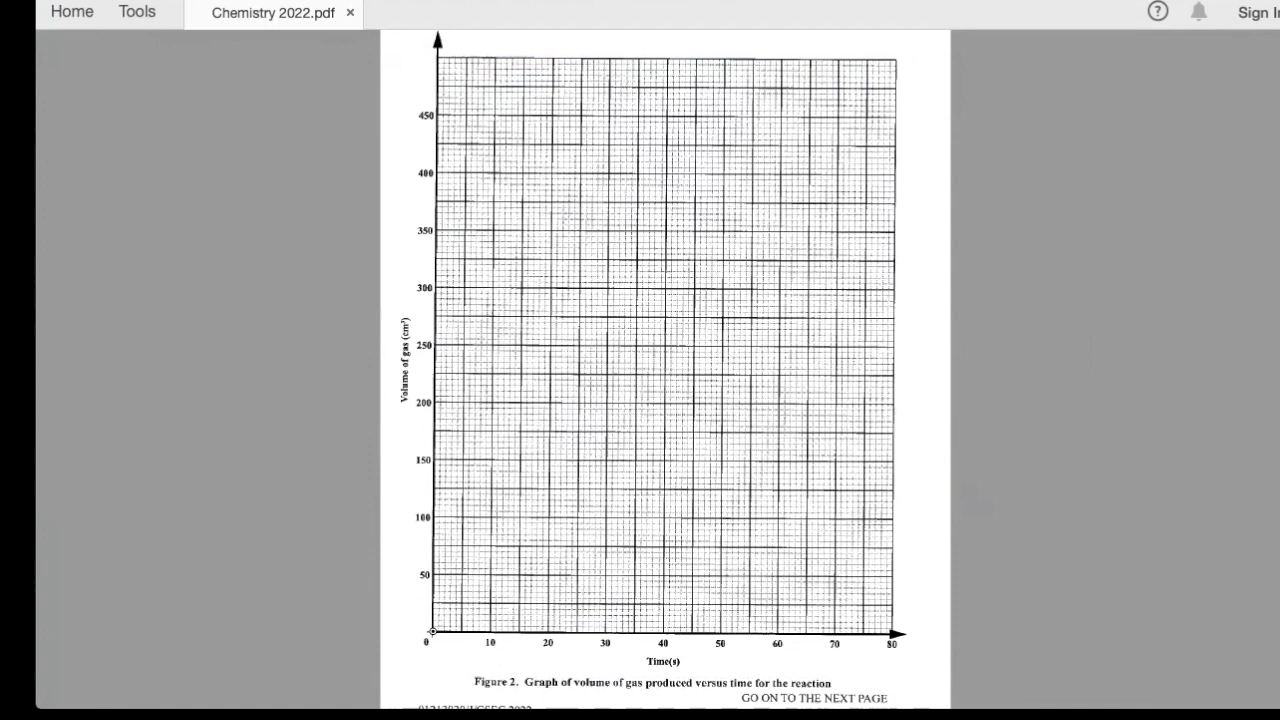 Home Tools Chemistry 2022.pdf × ? Sign In
450
400
350
300
250
200
150
100
50
Volume of gas (cm³)
0 10 20 30 40 50 60 70 80
Time(s)
Figure 2. Graph of volume of gas produced versus time for the reaction
GO ON TO THE NEXT PAGE